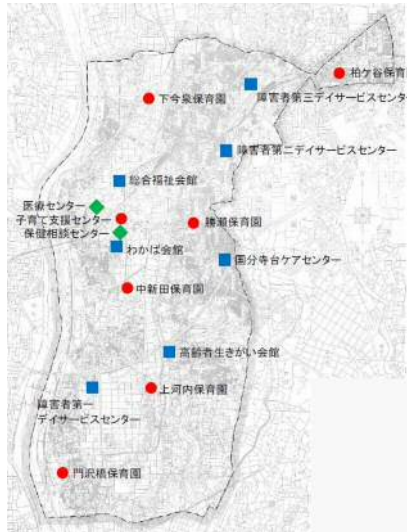 柏ケ谷保育
下今泉保育園
障害者第三デイサービスセンター
障害者第二デイサービスセンター
総合福祉会館
医療センター
子育て支援センター
勝瀬保育園
保健相談センター
わかば会館
国分寺台ケアセンター
中新田保育園
高齢者生きがい会館
上河内保育園
障害者第一
デイサービスセンター
門沢橋保育園